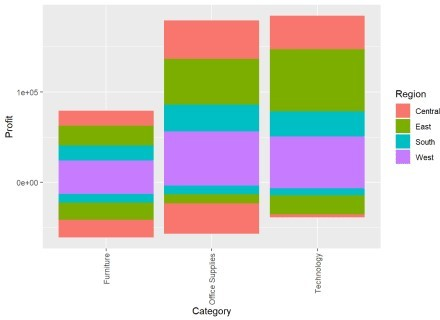 Profit
1e+05
0e+00
Furniture
Office Supplies
Technology
Category
Region
Central
East
South
West